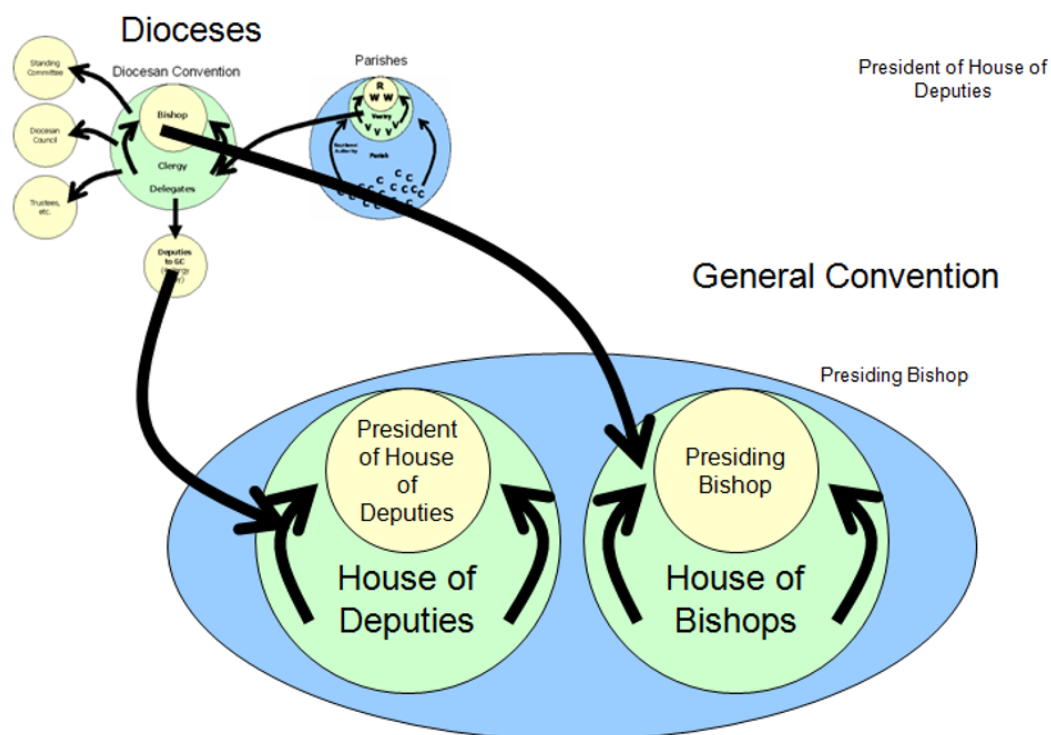 Dioceses
Standing
Committee
Diocesan Convention
Parishes
President of House of
Deputies
R
W W
Vestry
V V V V
Bishop
Diocesan
Council
Authority
Parish
Clergy
Delegates
C
C C
C C C C C
C C C C C
Trustees,
etc.
Deputies
to GC
General Convention
Presiding Bishop
President
of House
of
Deputies
Presiding
Bishop
House of
Deputies
House of
Bishops